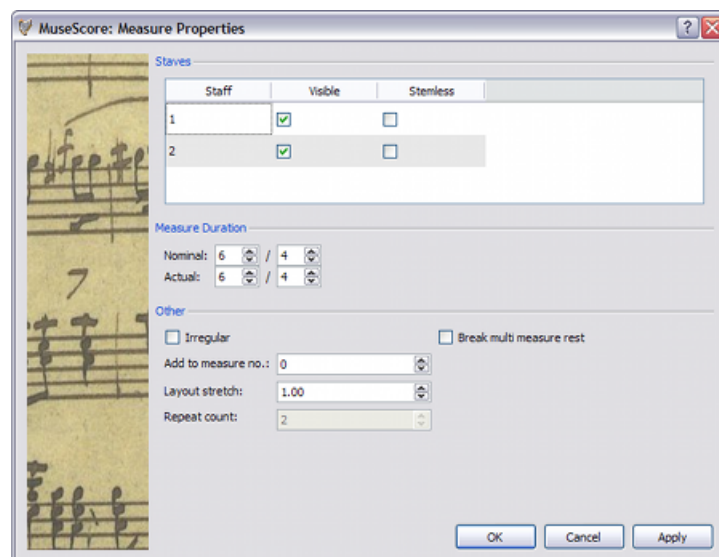 MuseScore: Measure Properties
Staves
Staff Visible Stemless
1
2
Measure Duration
Nominal: 6 / 4
Actual: 6 / 4
Other
Irregular Break multi measure rest
Add to measure no.: 0
Layout stretch: 1.00
Repeat count: 2
7
OK Cancel Apply